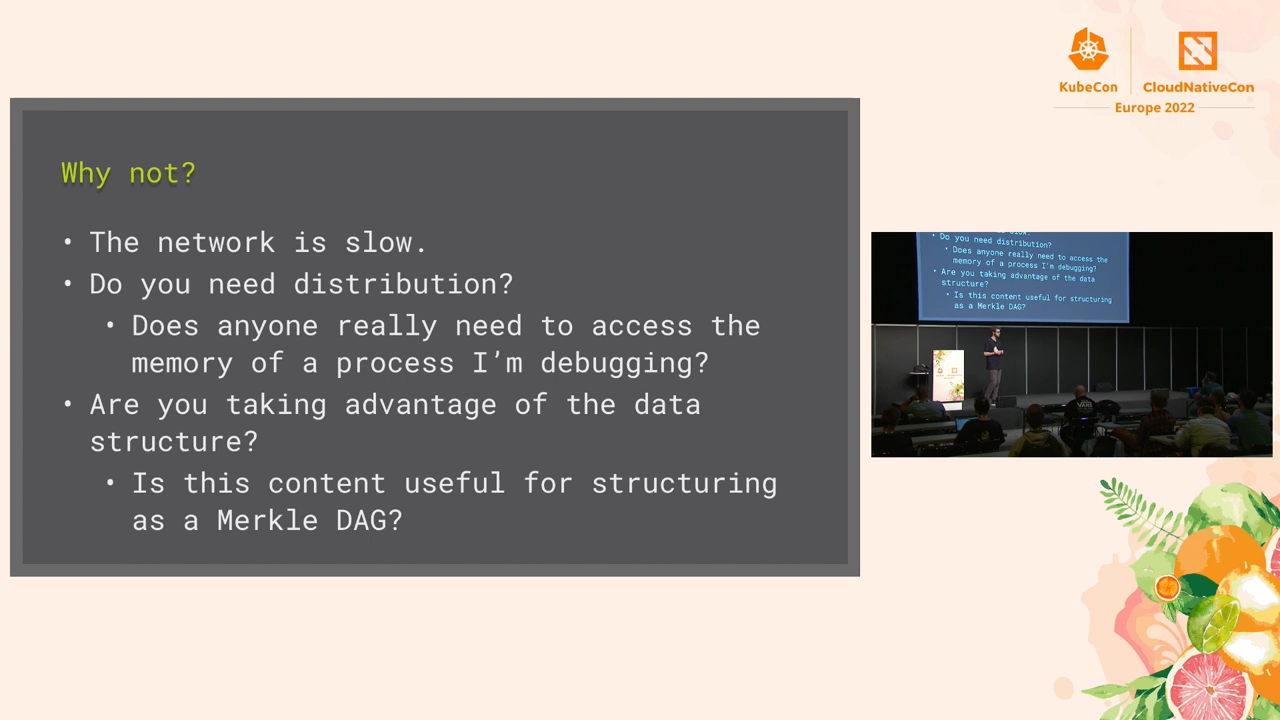 KubeCon
CloudNativeCon
Europe 2022
Why not?
• The network is slow.
• Do you need distribution?
• Does anyone really need to access the
memory of a process I’m debugging?
• Are you taking advantage of the data
structure?
• Is this content useful for structuring
as a Merkle DAG?
• Do you need distribution?
• Does anyone really need to access the
memory of a process I'm debugging?
• Are you taking advantage of the data
structure?
• Is this content useful for structuring
as a Merkle DAG?